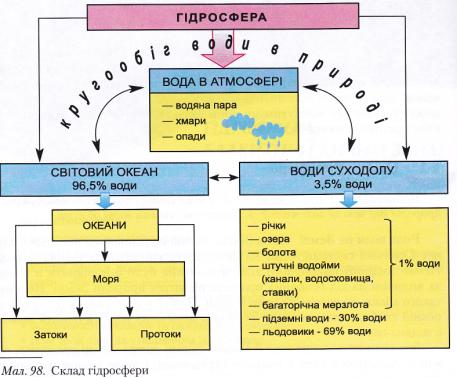 ГІДРОСФЕРА
кругообіг води в природі
ВОДА В АТМОСФЕРІ
— водяна пара
— хмари
— опади
СВІТОВИЙ ОКЕАН
96,5% води
ВОДИ СУХОДОЛУ
3,5% води
ОКЕАНИ
Моря
Затоки
Протоки
— річки
— озера
— болота
— штучні водойми
(канали, водосховища,
ставки)
— багаторічна мерзлота
1% води
— підземні води - 30% води
— льодовики - 69% води
Мал. 98. Склад гідросфери